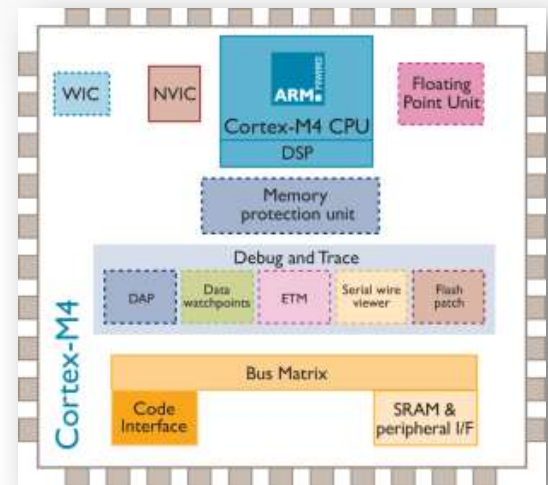 WIC
NVIC
ARM
POWERED
Cortex-M4 CPU
DSP
Floating
Point Unit
Memory
protection unit
Debug and Trace
DAP
Data
watchpoints
ETM
Serial wire
viewer
Flash
patch
Bus Matrix
Code
Interface
SRAM &
peripheral I/F
Cortex-M4